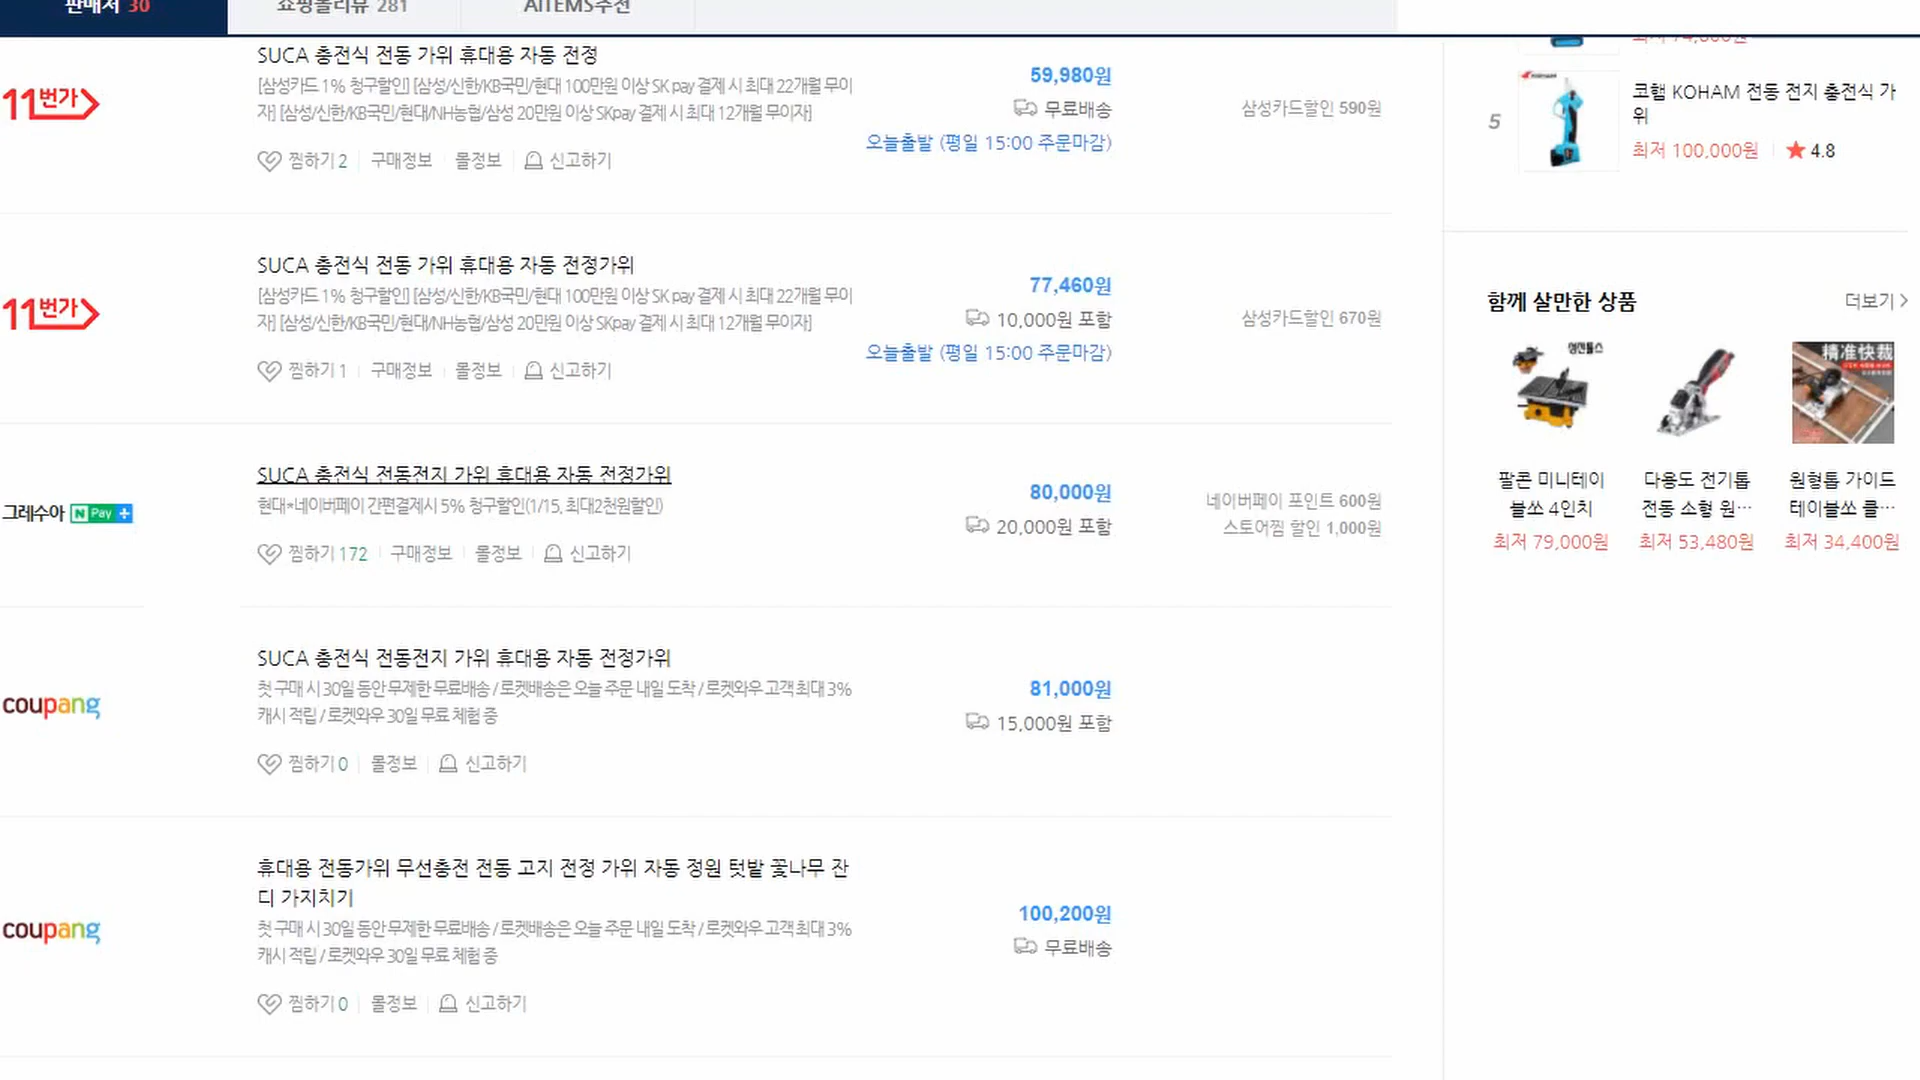 판매처 30
쇼핑몰리뷰 281
AiTEMS추천
11번가
SUCA 충전식 전동 가위 휴대용 자동 전정
[삼성카드 1% 청구할인] [삼성/신한/KB국민/현대 100만원 이상 SK pay 결제 시 최대 22개월 무이
자] [삼성/신한/KB국민/현대/NH농협/삼성 20만원 이상 SKpay 결제 시 최대 12개월 무이자]
찜하기 2 구매정보 몰정보 신고하기
59,980원
무료배송
오늘출발 (평일 15:00 주문마감)
삼성카드할인 590원
11번가
SUCA 충전식 전동 가위 휴대용 자동 전정가위
[삼성카드 1% 청구할인] [삼성/신한/KB국민/현대 100만원 이상 SK pay 결제 시 최대 22개월 무이
자] [삼성/신한/KB국민/현대/NH농협/삼성 20만원 이상 SKpay 결제 시 최대 12개월 무이자]
찜하기 1 구매정보 몰정보 신고하기
77,460원
10,000원 포함
오늘출발 (평일 15:00 주문마감)
삼성카드할인 670원
그레수아 N Pay +
SUCA 충전식 전동전지 가위 휴대용 자동 전정가위
현대*네이버페이 간편결제시 5% 청구할인(1/15, 최대2천원할인)
찜하기 172 구매정보 몰정보 신고하기
80,000원
20,000원 포함
네이버페이 포인트 600원
스토어찜 할인 1,000원
coupang
SUCA 충전식 전동전지 가위 휴대용 자동 전정가위
첫 구매 시 30일 동안 무제한 무료배송 / 로켓배송은 오늘 주문 내일 도착 / 로켓와우 고객 최대 3%
캐시 적립 / 로켓와우 30일 무료 체험 중
찜하기 0 몰정보 신고하기
81,000원
15,000원 포함
coupang
휴대용 전동가위 무선충전 전동 고지 전정 가위 자동 정원 텃밭 꽃나무 잔
디 가지치기
첫 구매 시 30일 동안 무제한 무료배송 / 로켓배송은 오늘 주문 내일 도착 / 로켓와우 고객 최대 3%
캐시 적립 / 로켓와우 30일 무료 체험 중
찜하기 0 몰정보 신고하기
100,200원
무료배송
5
KOHAM
코햄 KOHAM 전동 전지 충전식 가
위
최저 100,000원 4.8
함께 살만한 상품
더보기
精准快裁
팔콘 미니테이
블쏘 4인치
최저 79,000원
다용도 전기톱
전동 소형 원…
최저 53,480원
원형톱 가이드
테이블쏘 클…
최저 34,400원